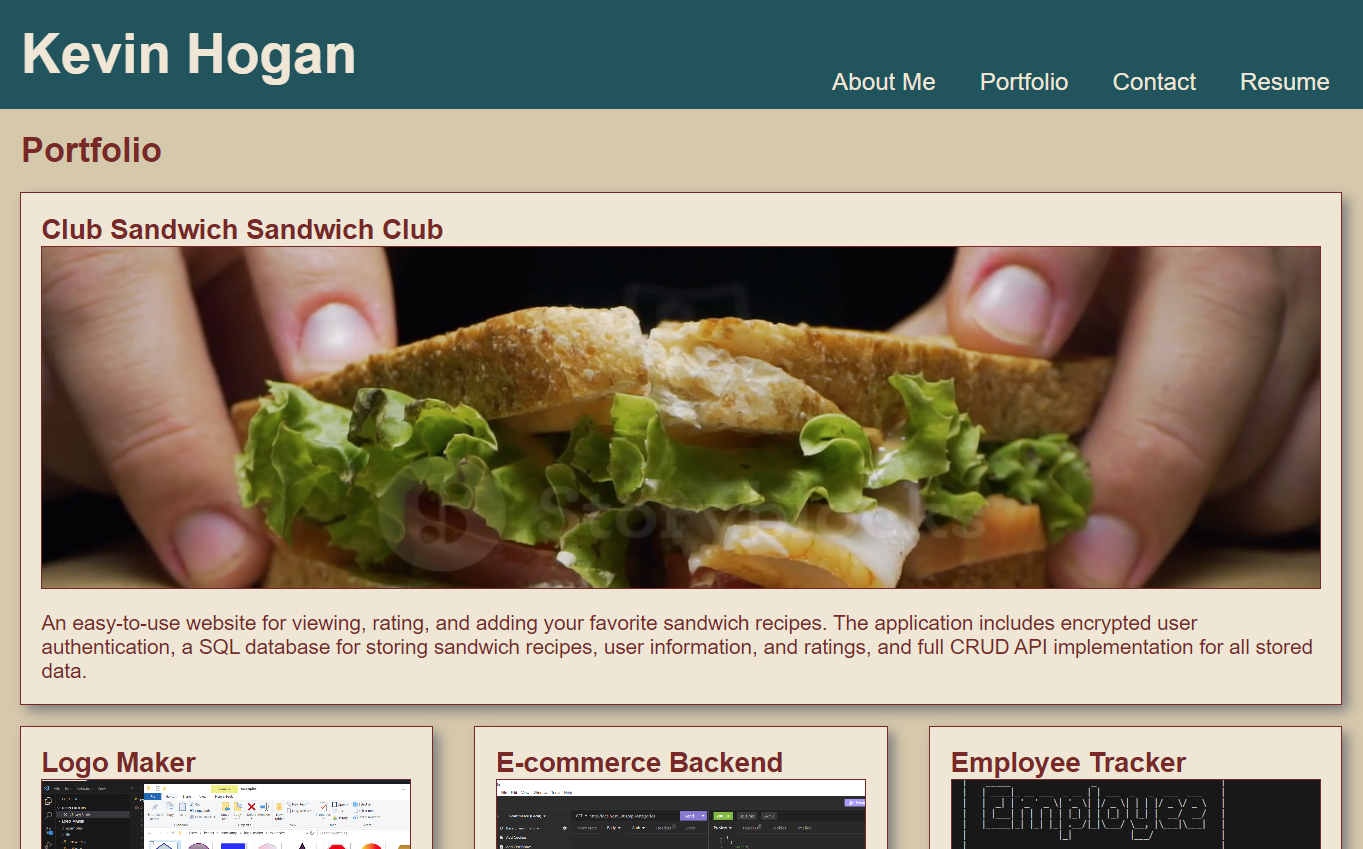 Kevin Hogan
About Me Portfolio Contact Resume
Portfolio
Club Sandwich Sandwich Club
Storyblocks
An easy-to-use website for viewing, rating, and adding your favorite sandwich recipes. The application includes encrypted user
authentication, a SQL database for storing sandwich recipes, user information, and ratings, and full CRUD API implementation for all stored
data.
Logo Maker E-commerce Backend Employee Tracker
Employee